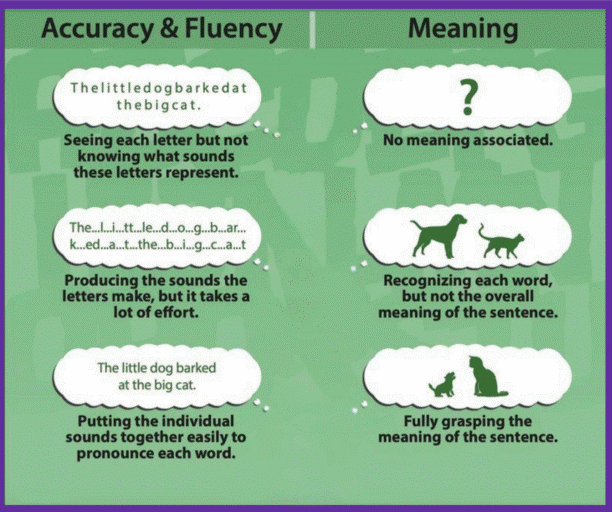 Accuracy & Fluency
Meaning
Thelittledogbarkedat
thebigcat.
?
Seeing each letter but not
knowing what sounds
these letters represent.
No meaning associated.
The...l...i...tt...le...d...o...g...b...ar...
k...ed...a...t...the...b...i...g...c...a...t
Producing the sounds the
letters make, but it takes a
lot of effort.
Recognizing each word,
but not the overall
meaning of the sentence.
The little dog barked
at the big cat.
Putting the individual
sounds together easily to
pronounce each word.
Fully grasping the
meaning of the sentence.